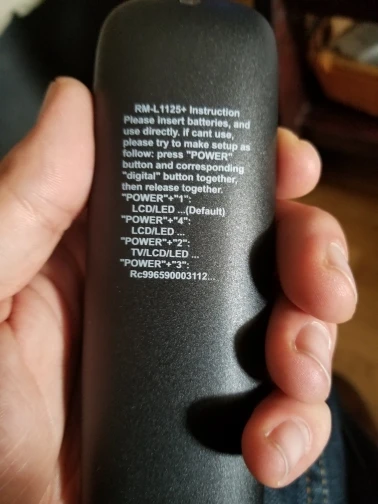 RM-L1125+ Instruction
Please insert batteries, and
use directly. if cant use,
please try to make setup as
follow: press "POWER"
button and corresponding
"digital" button together,
then release together.
"POWER"+"1":
LCD/LED ...(Default)
"POWER"+"4":
LCD/LED ...
"POWER"+"2":
TV/LCD/LED ...
"POWER"+"3":
Rc996590003112...